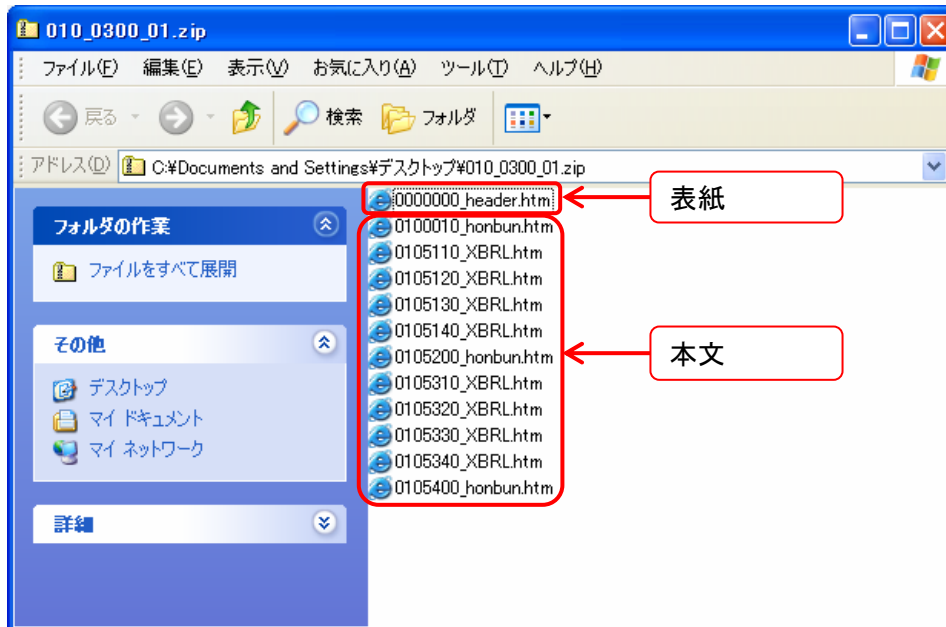 010_0300_01.zip
ファイル(F) 編集(E) 表示(V) お気に入り(A) ツール(T) ヘルプ(H)
戻る 検索 フォルダ
アドレス(D) C:¥Documents and Settings¥デスクトップ¥010_0300_01.zip
フォルダの作業
ファイルをすべて展開
その他
デスクトップ
マイ ドキュメント
マイ ネットワーク
詳細
0000000_header.htm
0100010_honbun.htm
0105110_XBRL.htm
0105120_XBRL.htm
0105130_XBRL.htm
0105140_XBRL.htm
0105200_honbun.htm
0105310_XBRL.htm
0105320_XBRL.htm
0105330_XBRL.htm
0105340_XBRL.htm
0105400_honbun.htm
表紙
本文